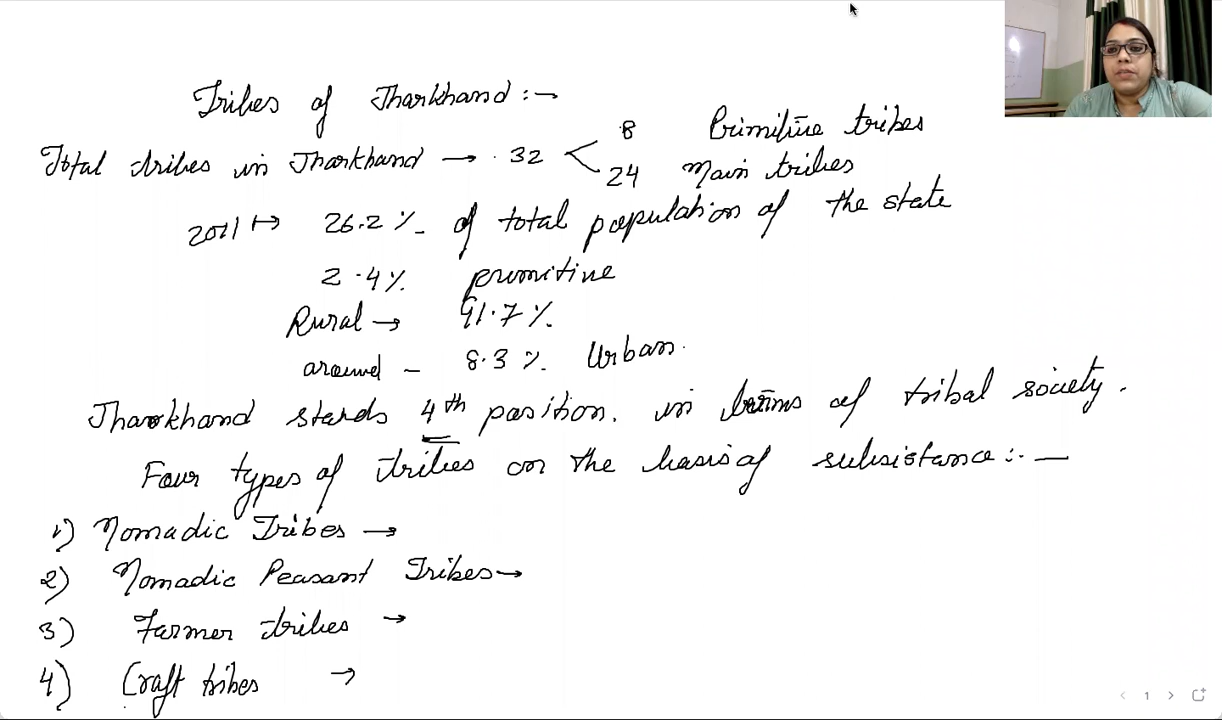 Tribes of Jharkhand :-
Total tribes in Jharkhand → 32
8 Primitive tribes
24 Main tribes
2011 ↦ 26.2 % of total population of the state
2.4 % primitive
Rural → 91.7 %.
around - 8.3 %. Urban.
Jharkhand stands 4th position. in terms of tribal society.
Four types of tribes on the basis of subsistance :-
1) Nomadic Tribes →
2) Nomadic Peasant Tribes →
3) Farmer tribes →
4) Craft tribes →
1